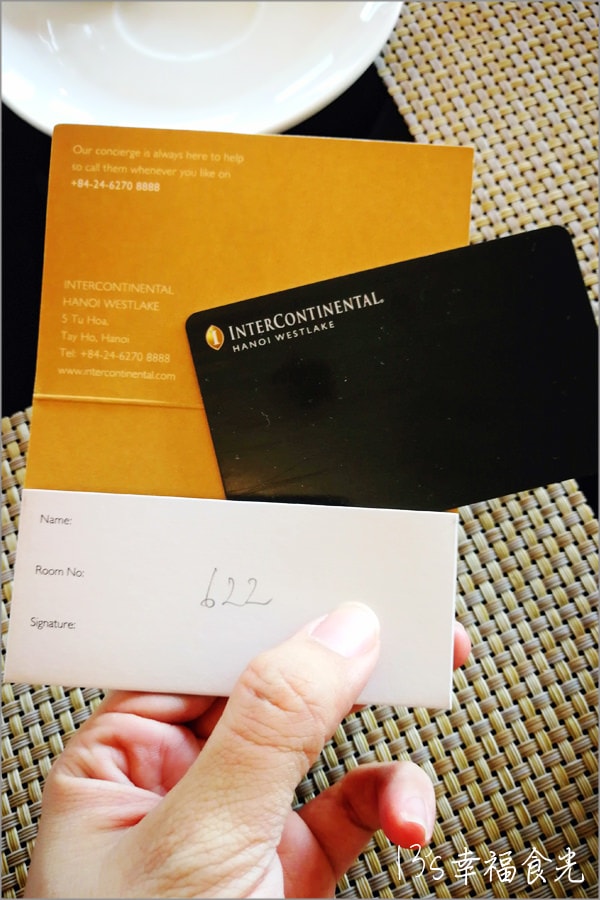 Our concierge is always here to help
so call them whenever you like on
+84-24-6270 8888
INTERCONTINENTAL
HANOI WESTLAKE
5 Tu Hoa,
Tay Ho, Hanoi
Tel: +84-24-6270 8888
www.intercontinental.com
INTERCONTINENTAL®
HANOI WESTLAKE
Name:
Room No: 622
Signature:
13's幸福食光